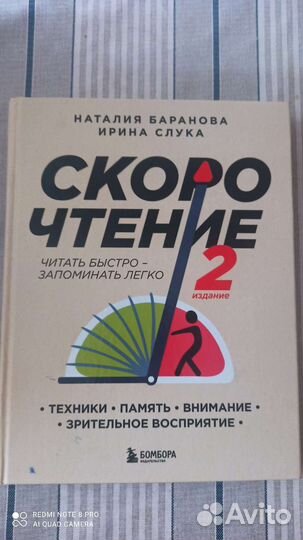 НАТАЛИЯ БАРАНОВА
ИРИНА СЛУКА
СКОРО
ЧТЕНИЕ
ЧИТАТЬ БЫСТРО –
ЗАПОМИНАТЬ ЛЕГКО
2
издание
• ТЕХНИКИ • ПАМЯТЬ • ВНИМАНИЕ •
• ЗРИТЕЛЬНОЕ ВОСПРИЯТИЕ •
БОМБОРА
ИЗДАТЕЛЬСТВО
REDMI NOTE 8 PRO
AI QUAD CAMERA
Avito